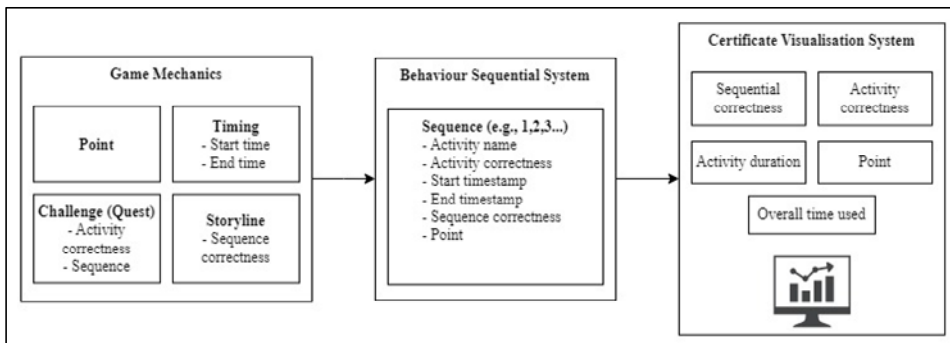 Game Mechanics
Point
Timing
- Start time
- End time
Challenge (Quest)
- Activity
correctness
- Sequence
Storyline
- Sequence
correctness
Behaviour Sequential System
Sequence (e.g., 1,2,3...)
- Activity name
- Activity correctness
- Start timestamp
- End timestamp
- Sequence correctness
- Point
Certificate Visualisation System
Sequential
correctness
Activity
correctness
Activity duration
Point
Overall time used